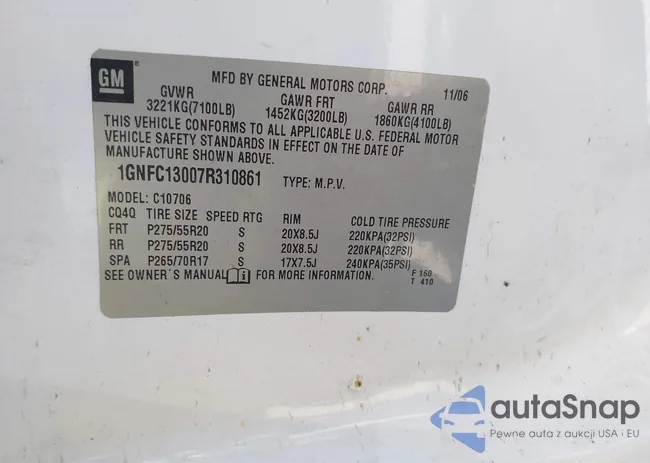 GM
MFD BY GENERAL MOTORS CORP. 11/06
GVWR GAWR FRT GAWR RR
3221KG(7100LB) 1452KG(3200LB) 1860KG(4100LB)
THIS VEHICLE CONFORMS TO ALL APPLICABLE U.S. FEDERAL MOTOR
VEHICLE SAFETY STANDARDS IN EFFECT ON THE DATE OF
MANUFACTURE SHOWN ABOVE.
1GNFC13007R310861 TYPE: M.P.V.
MODEL: C10706
CQ4Q TIRE SIZE SPEED RTG RIM COLD TIRE PRESSURE
FRT P275/55R20 S 20X8.5J 220KPA(32PSI)
RR P275/55R20 S 20X8.5J 220KPA(32PSI)
SPA P265/70R17 S 17X7.5J 240KPA(35PSI)
SEE OWNER'S MANUAL FOR MORE INFORMATION. F 160
T 410
autaSnap
Pewne auta z aukcji USA i EU